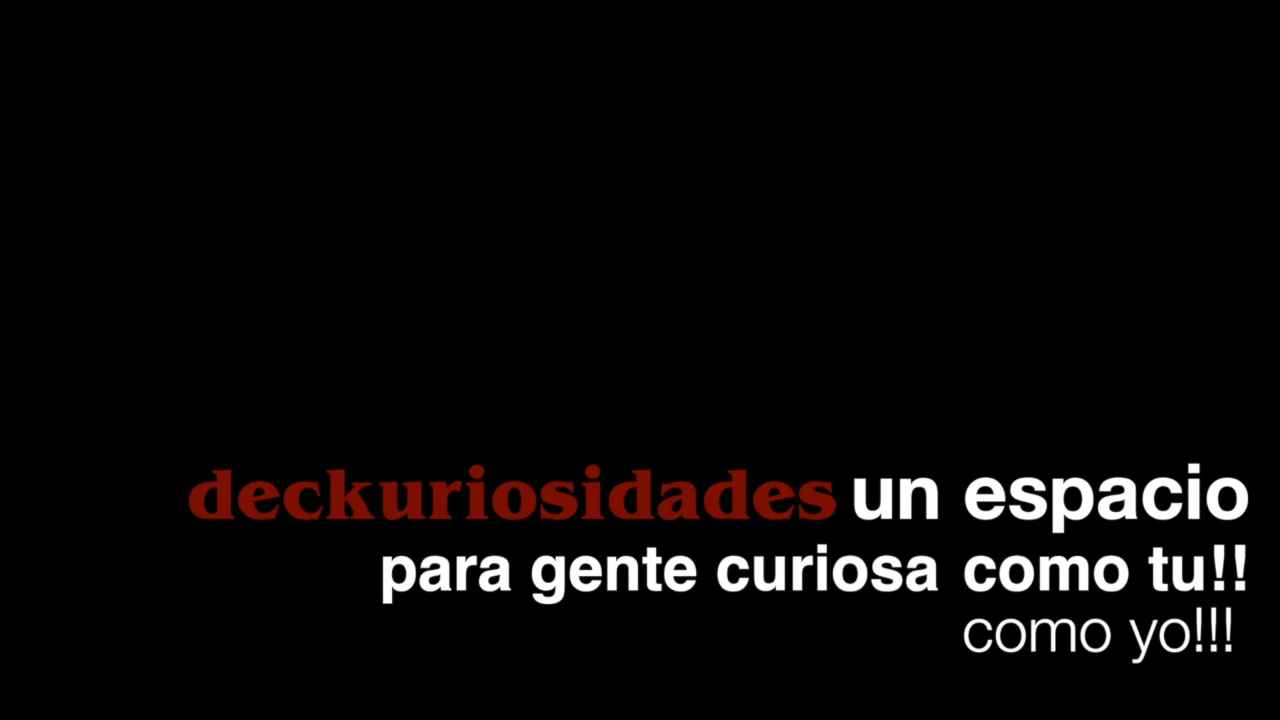 deckuriosidades un espacio
para gente curiosa como tu!!
como yo!!!